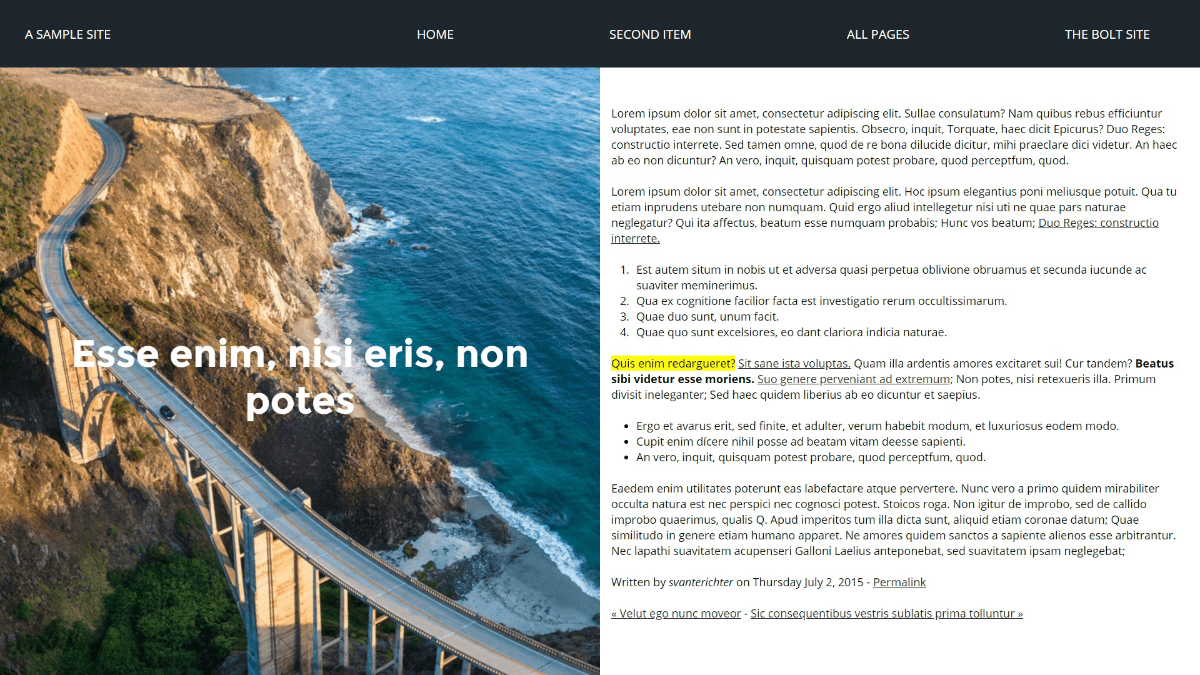 A SAMPLE SITE HOME SECOND ITEM ALL PAGES THE BOLT SITE
Esse enim, nisi eris, non
potes
Lorem ipsum dolor sit amet, consectetur adipiscing elit. Sullae consulatum? Nam quibus rebus efficiuntur
voluptates, eae non sunt in potestate sapientis. Obsecro, inquit, Torquate, haec dicit Epicurus? Duo Reges:
constructio interrete. Sed tamen omne, quod de re bona dilucide dicitur, mihi praeclare dici videtur. An haec
ab eo non dicuntur? An vero, inquit, quisquam potest probare, quod perceptfum, quod.
Lorem ipsum dolor sit amet, consectetur adipiscing elit. Hoc ipsum elegantius poni meliusque potuit. Qua tu
etiam inprudens utebare non numquam. Quid ergo aliud intellegetur nisi uti ne quae pars naturae
neglegatur? Qui ita affectus, beatum esse numquam probabis; Hunc vos beatum; Duo Reges: constructio
interrete.
1. Est autem situm in nobis ut et adversa quasi perpetua oblivione obruamus et secunda iucunde ac
suaviter meminerimus.
2. Qua ex cognitione facilior facta est investigatio rerum occultissimarum.
3. Quae duo sunt, unum facit.
4. Quae quo sunt excelsiores, eo dant clariora indicia naturae.
Quis enim redargueret? Sit sane ista voluptas. Quam illa ardentis amores excitaret sui! Cur tandem? Beatus
sibi videtur esse moriens. Suo genere perveniant ad extremum; Non potes, nisi retexueris illa. Primum
divisit ineleganter; Sed haec quidem liberius ab eo dicuntur et saepius.
• Ergo et avarus erit, sed finite, et adulter, verum habebit modum, et luxuriosus eodem modo.
• Cupit enim dícere nihil posse ad beatam vitam deesse sapienti.
• An vero, inquit, quisquam potest probare, quod perceptfum, quod.
Eaedem enim utilitates poterunt eas labefactare atque pervertere. Nunc vero a primo quidem mirabiliter
occulta natura est nec perspici nec cognosci potest. Stoicos roga. Non igitur de improbo, sed de callido
improbo quaerimus, qualis Q. Apud imperitos tum illa dicta sunt, aliquid etiam coronae datum; Quae
similitudo in genere etiam humano apparet. Ne amores quidem sanctos a sapiente alienos esse arbitrantur.
Nec lapathi suavitatem acupenseri Galloni Laelius anteponebat, sed suavitatem ipsam neglegebat;
Written by svanterichter on Thursday July 2, 2015 - Permalink
« Velut ego nunc moveor - Sic consequentibus vestris sublatis prima tolluntur »